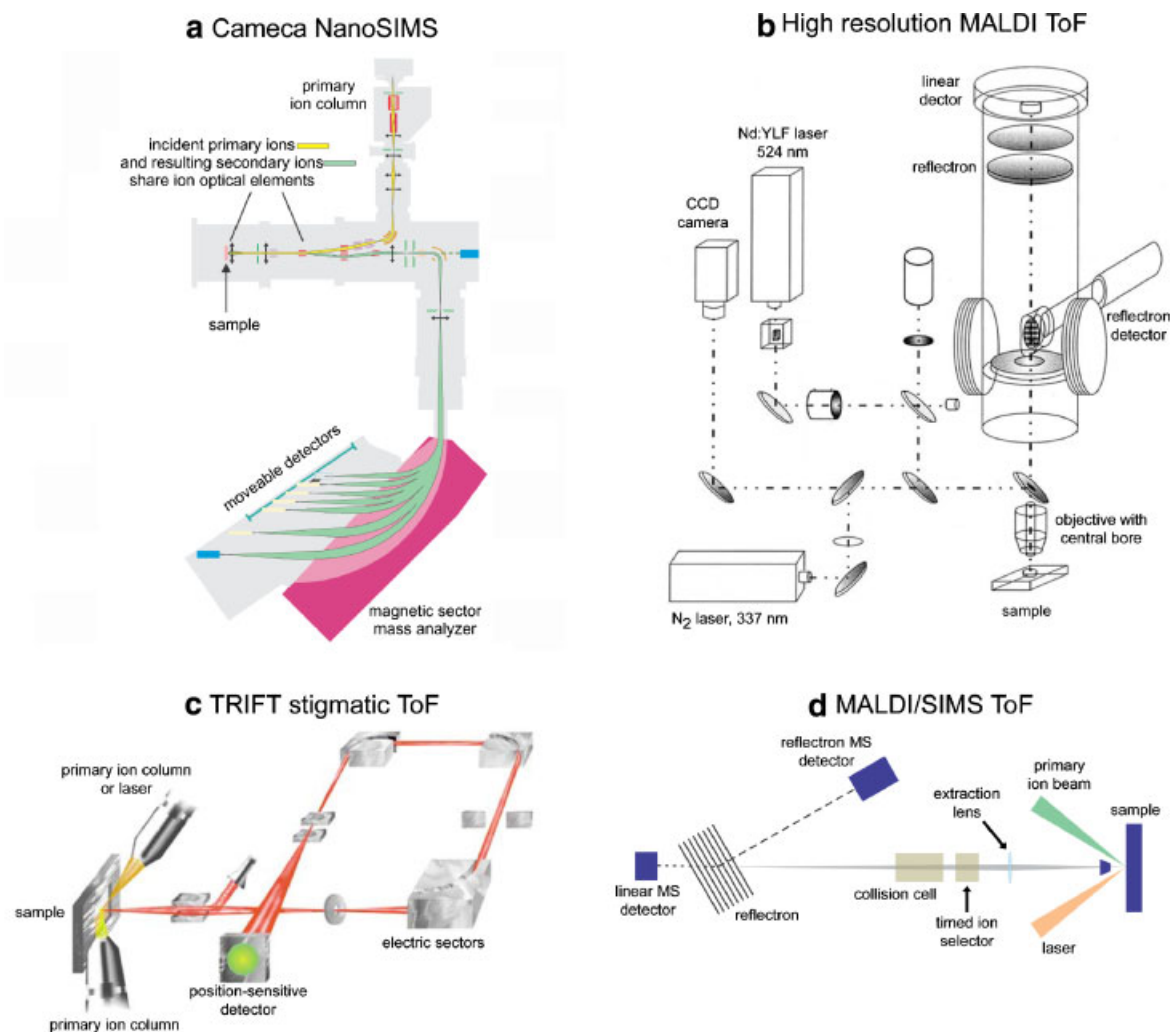 a Cameca NanoSIMS
primary
ion column
incident primary ions
and resulting secondary ions
share ion optical elements
sample
moveable detectors
magnetic sector
mass analyzer
b High resolution MALDI ToF
linear
dector
Nd:YLF laser
524 nm
reflectron
CCD
camera
reflectron
detector
objective with
central bore
sample
N2 laser, 337 nm
c TRIFT stigmatic ToF
primary ion column
or laser
sample
electric sectors
position-sensitive
detector
primary ion column
d MALDI/SIMS ToF
reflectron MS
detector
primary
ion beam
extraction
lens
sample
linear MS
detector
collision cell
reflectron
timed ion
selector
laser